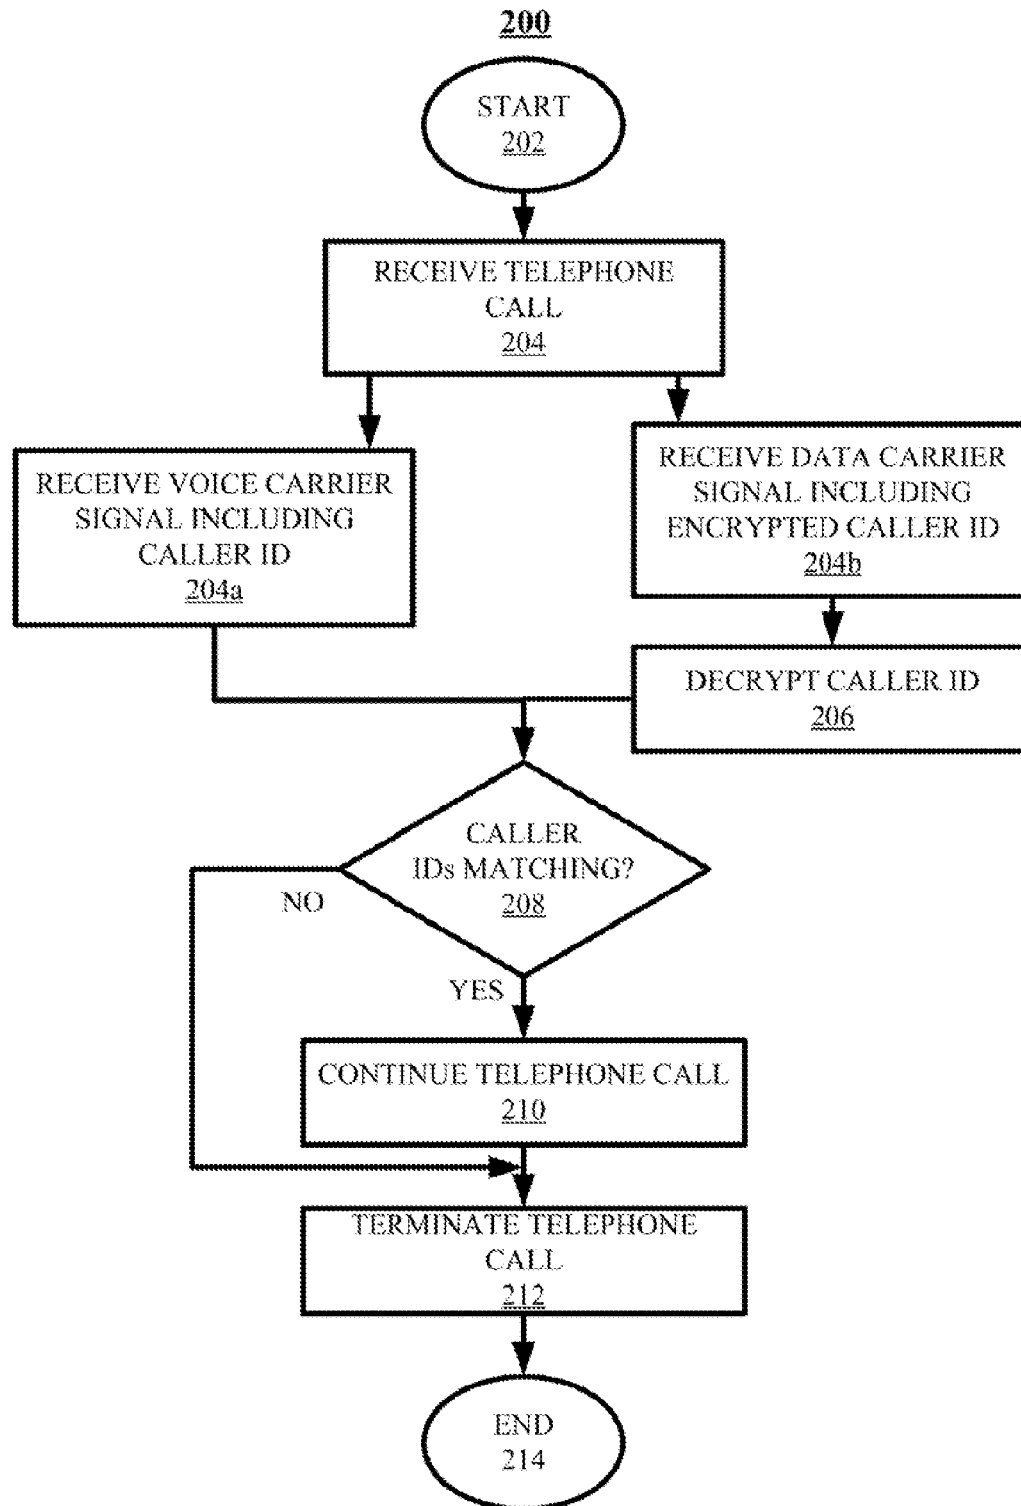 200
START
202
RECEIVE TELEPHONE
CALL
204
RECEIVE VOICE CARRIER
SIGNAL INCLUDING
CALLER ID
204a
RECEIVE DATA CARRIER
SIGNAL INCLUDING
ENCRYPTED CALLER ID
204b
DECRYPT CALLER ID
206
CALLER
IDs MATCHING?
208
NO
YES
CONTINUE TELEPHONE CALL
210
TERMINATE TELEPHONE
CALL
212
END
214